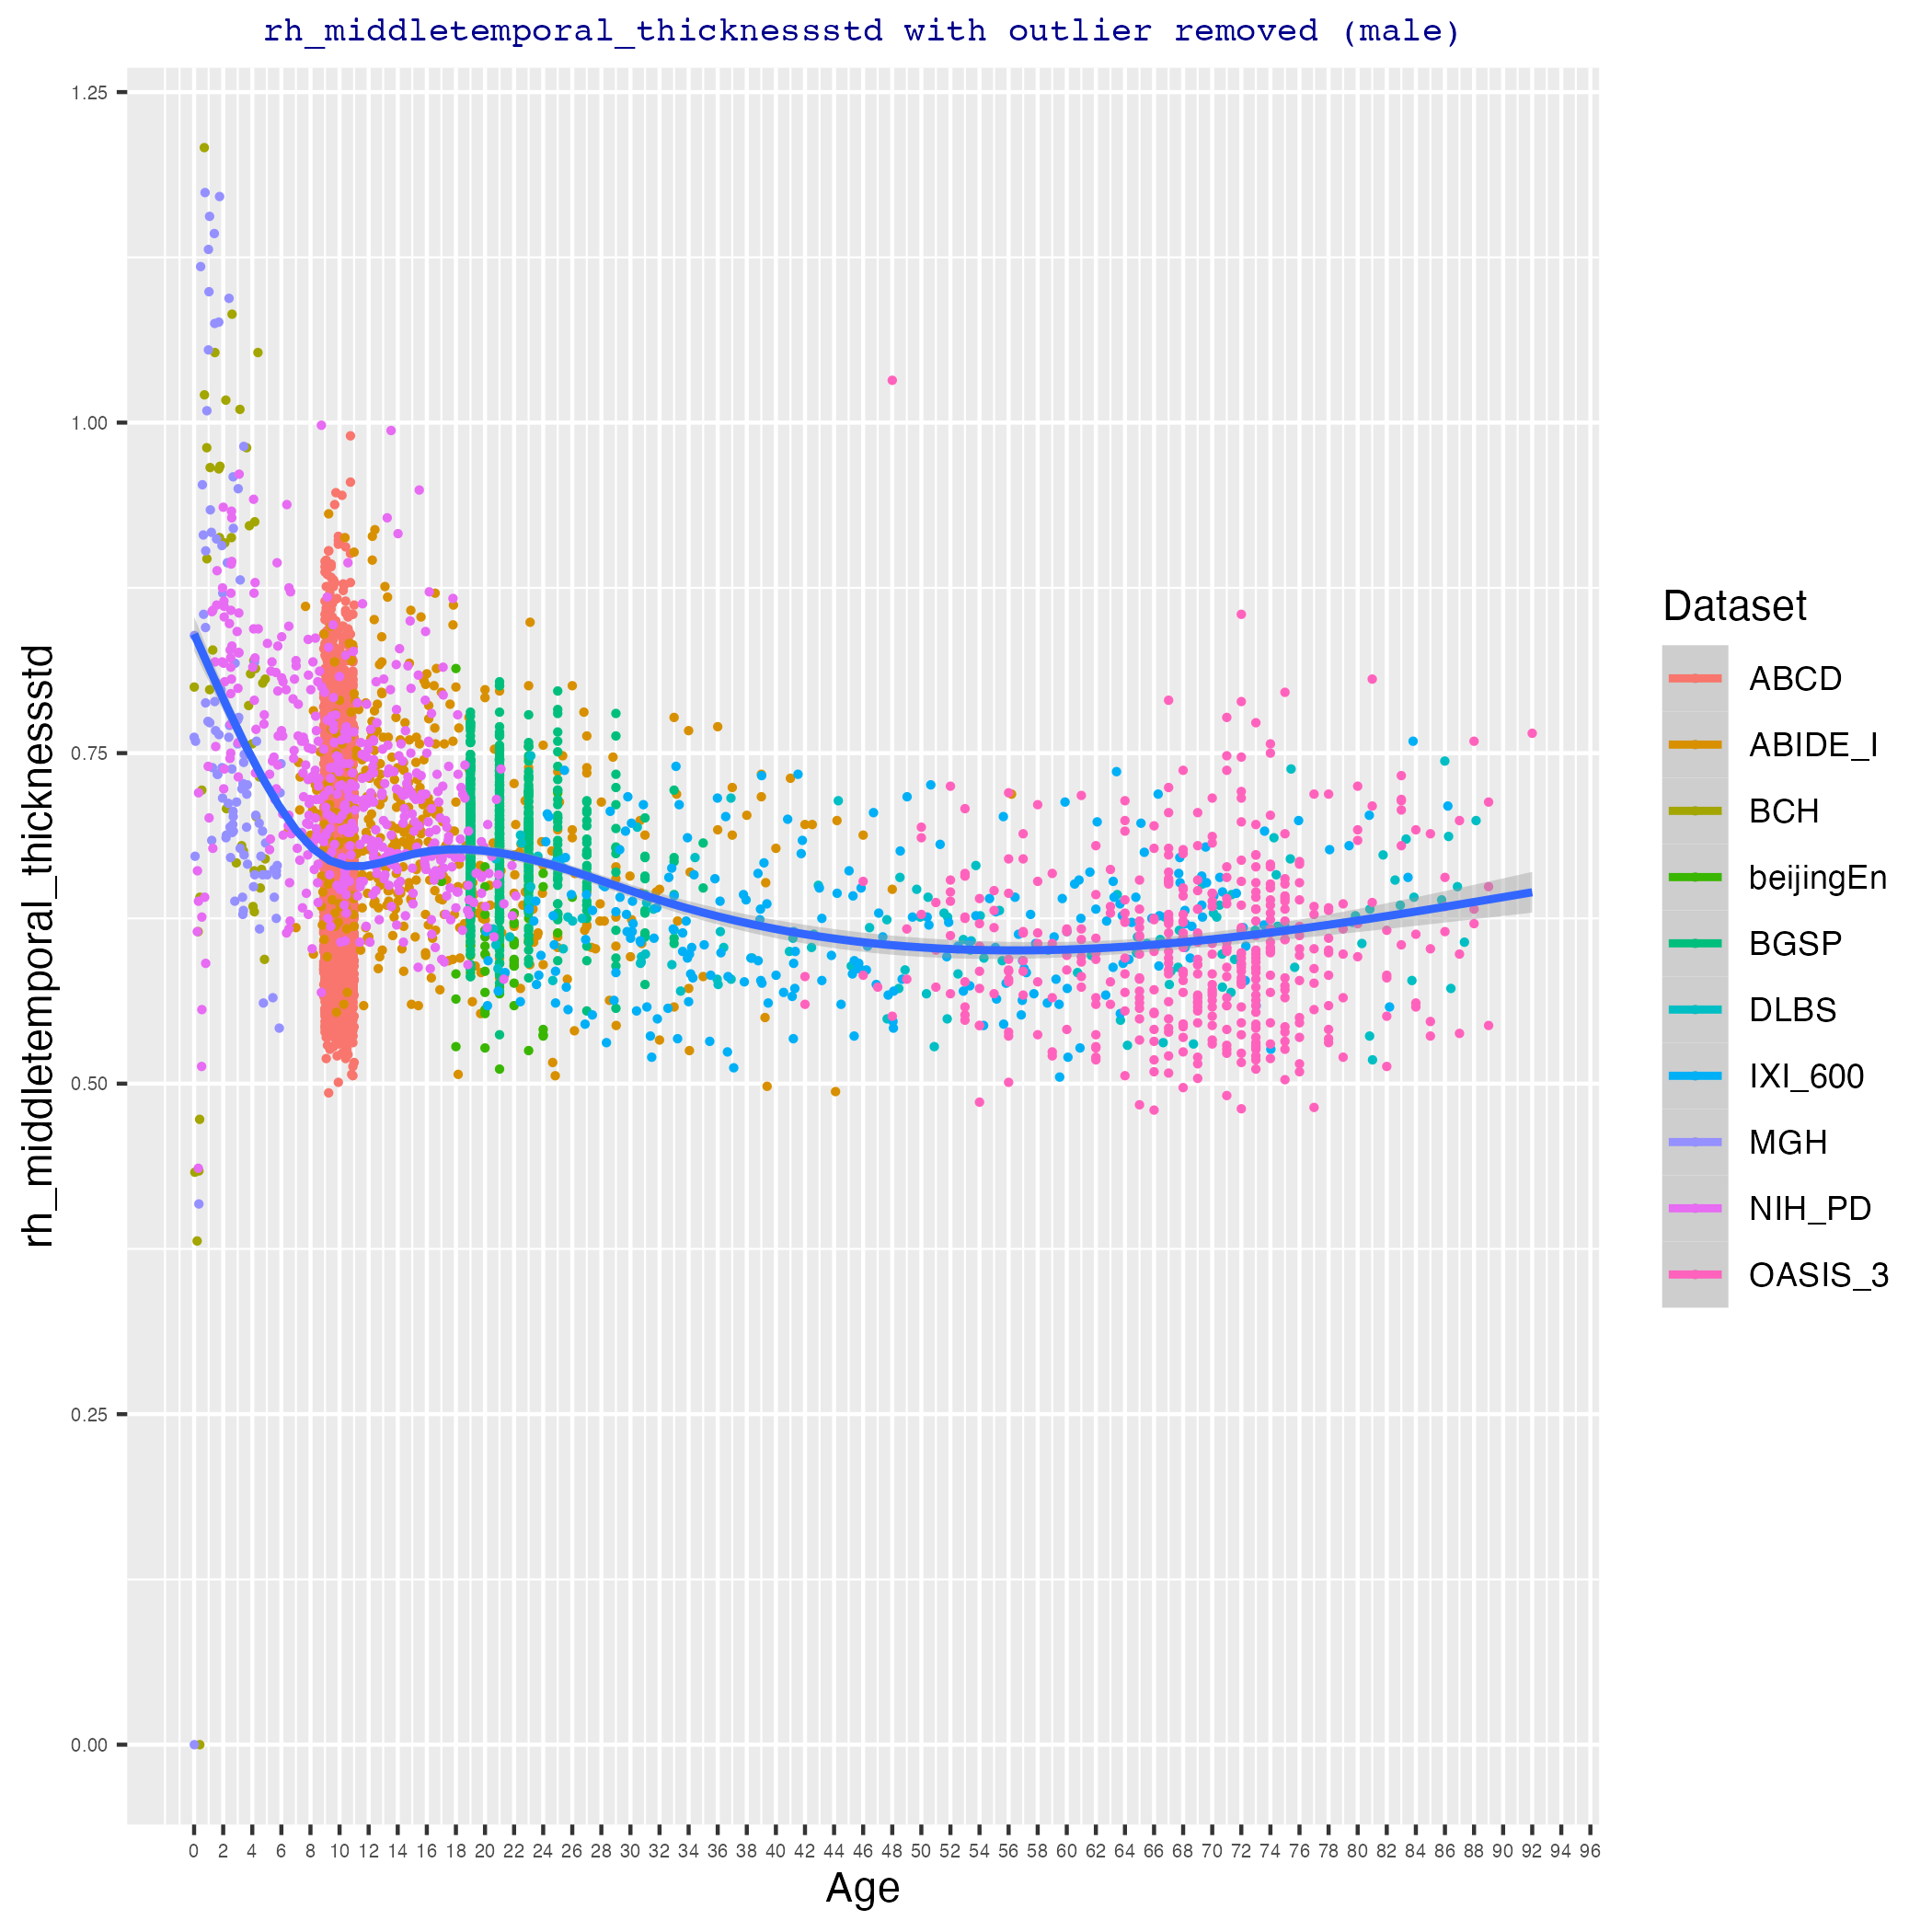 rh_middletemporal_thicknessstd with outlier removed (male)
1.25
1.00
0.75
0.50
0.25
0.00
rh_middletemporal_thicknessstd
0 2 4 6 8 10 12 14 16 18 20 22 24 26 28 30 32 34 36 38 40 42 44 46 48 50 52 54 56 58 60 62 64 66 68 70 72 74 76 78 80 82 84 86 88 90 92 94 96
Age
Dataset
ABCD
ABIDE_I
BCH
beijingEn
BGSP
DLBS
IXI_600
MGH
NIH_PD
OASIS_3